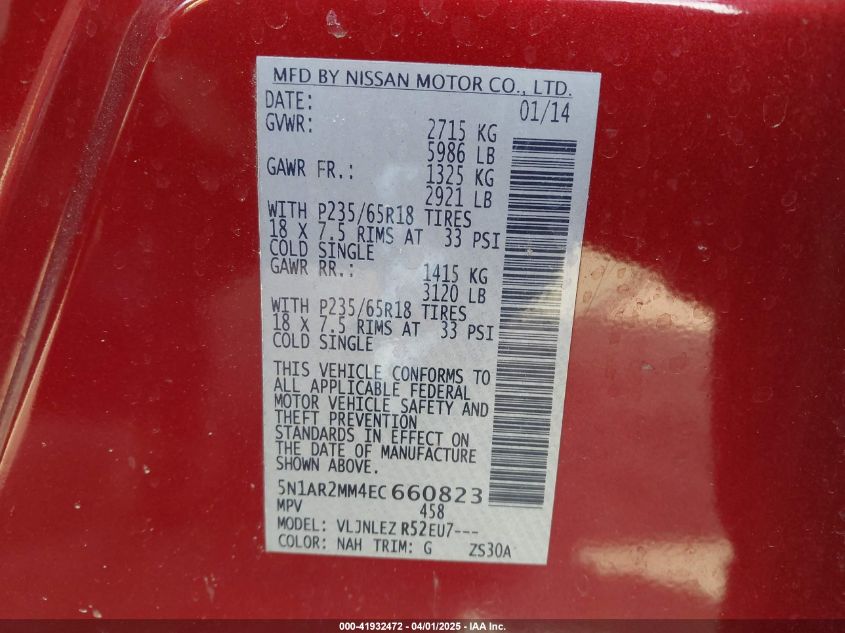 MFD BY NISSAN MOTOR CO., LTD.
DATE: 01/14
GVWR: 2715 KG
5986 LB
GAWR FR.: 1325 KG
2921 LB
WITH P235/65R18 TIRES
18 X 7.5 RIMS AT 33 PSI
COLD SINGLE
GAWR RR.: 1415 KG
3120 LB
WITH P235/65R18 TIRES
18 X 7.5 RIMS AT 33 PSI
COLD SINGLE
THIS VEHICLE CONFORMS TO
ALL APPLICABLE FEDERAL
MOTOR VEHICLE SAFETY AND
THEFT PREVENTION
STANDARDS IN EFFECT ON
THE DATE OF MANUFACTURE
SHOWN ABOVE.
5N1AR2MM4EC660823
MPV 458
MODEL: VLJNLEZ R52EU7---
COLOR: NAH TRIM: G ZS30A
000-41932472 - 04/01/2025 - IAA Inc.